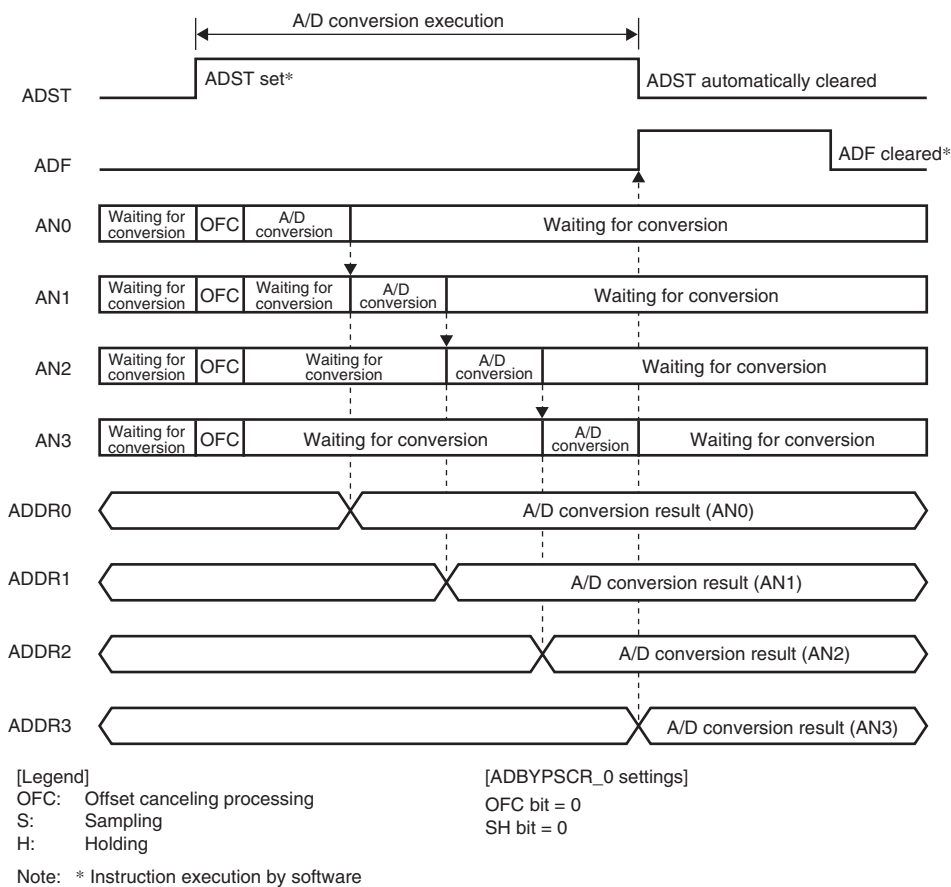 A/D conversion execution
ADST
ADST set*
ADST automatically cleared
ADF
ADF cleared*
AN0
Waiting for
conversion
OFC
A/D
conversion
Waiting for conversion
AN1
Waiting for
conversion
OFC
Waiting for
conversion
A/D
conversion
Waiting for conversion
AN2
Waiting for
conversion
OFC
Waiting for
conversion
A/D
conversion
Waiting for conversion
AN3
Waiting for
conversion
OFC
Waiting for conversion
A/D
conversion
Waiting for conversion
ADDR0
A/D conversion result (AN0)
ADDR1
A/D conversion result (AN1)
ADDR2
A/D conversion result (AN2)
ADDR3
A/D conversion result (AN3)
[Legend]
OFC: Offset canceling processing
S: Sampling
H: Holding
[ADBYPSCR_0 settings]
OFC bit = 0
SH bit = 0
Note: * Instruction execution by software